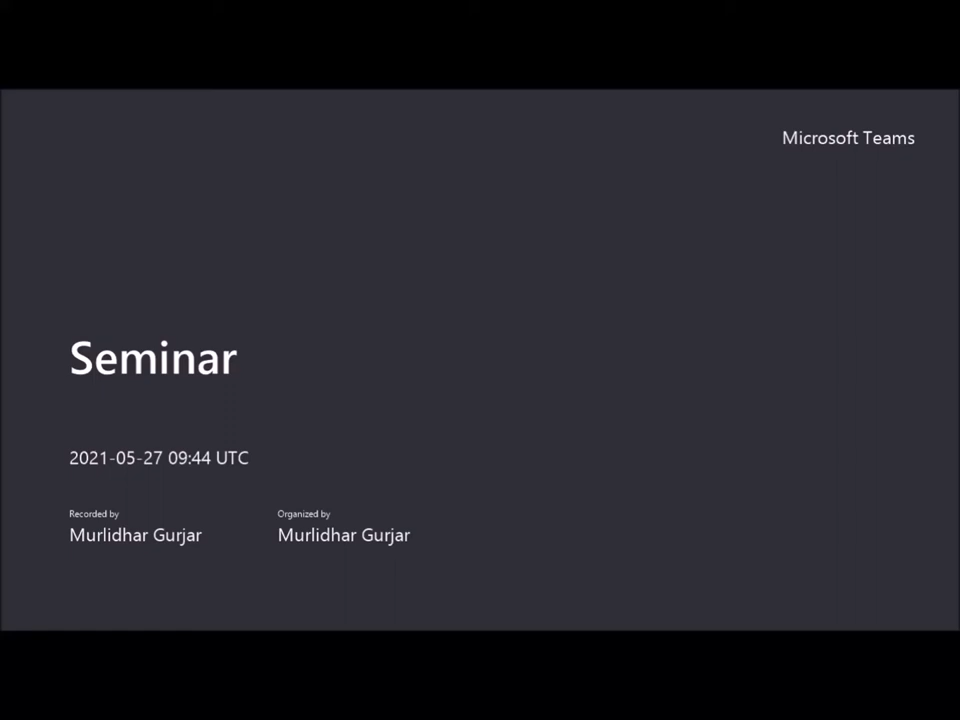 Microsoft Teams
Seminar
2021-05-27 09:44 UTC
Recorded by
Murlidhar Gurjar
Organized by
Murlidhar Gurjar